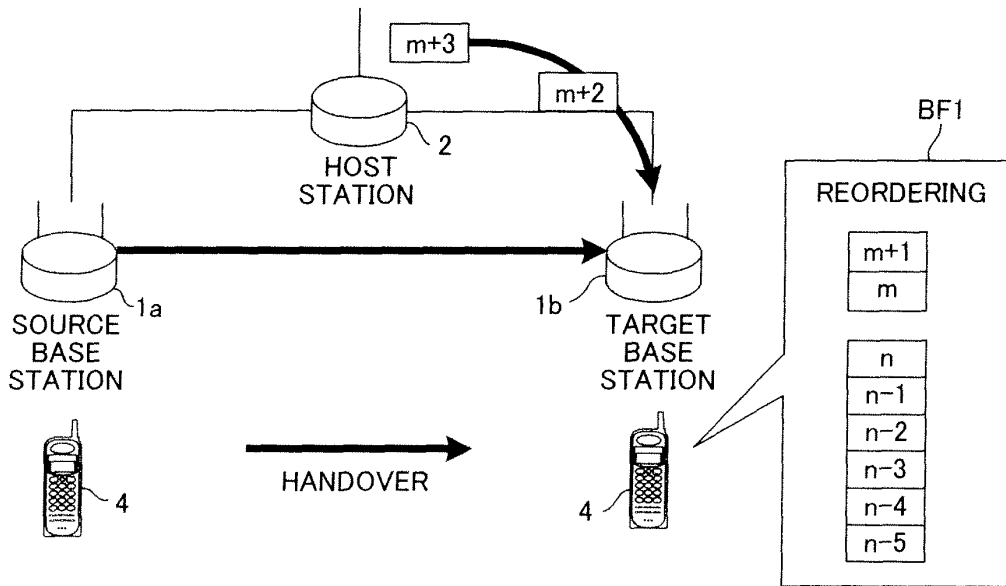 m+3
m+2
2
HOST
STATION
BF1
REORDERING
m+1
m
n
n-1
n-2
n-3
n-4
n-5
1a
SOURCE
BASE
STATION
1b
TARGET
BASE
STATION
4
HANDOVER
4